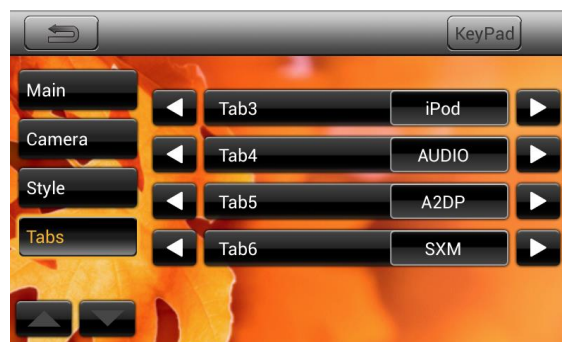 KeyPad
Main
Camera
Style
Tabs
Tab3 iPod
Tab4 AUDIO
Tab5 A2DP
Tab6 SXM